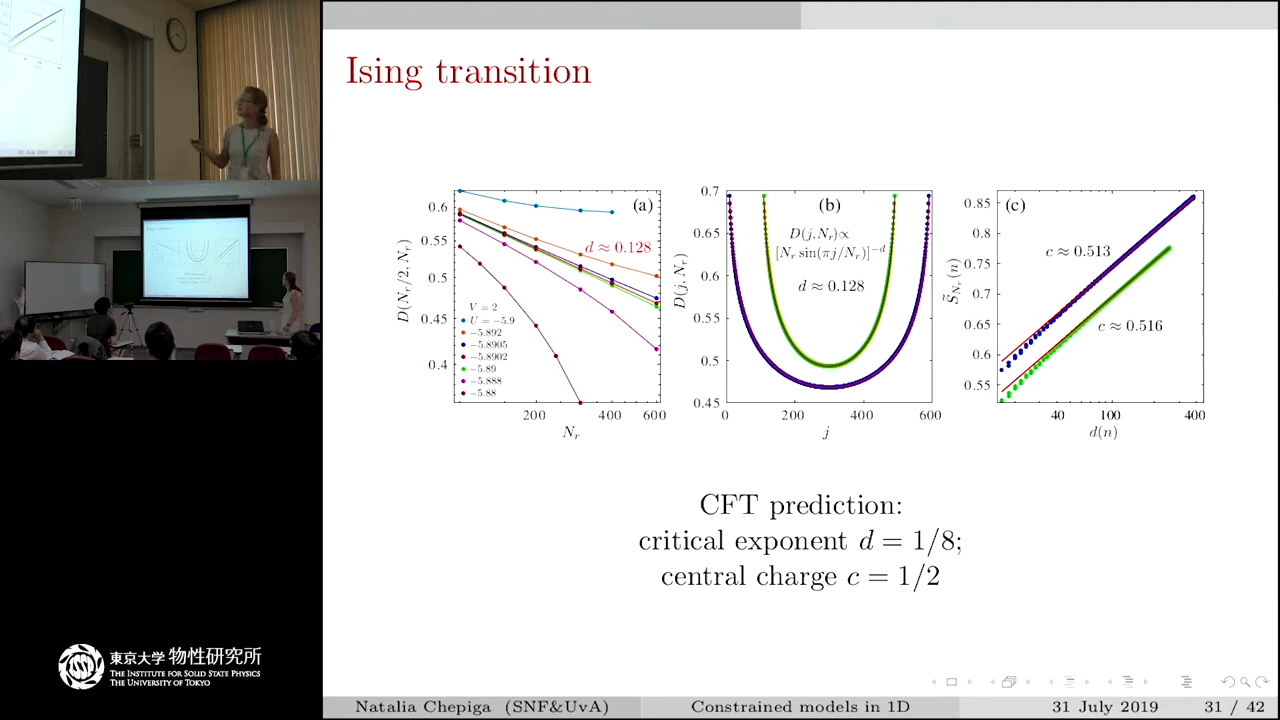 Ising transition
(a)
d ≈ 0.128
D(N_r/2, N_r)
0.6
0.55
0.5
0.45
0.4
V = 2
U = −5.9
−5.892
−5.8905
−5.8902
−5.89
−5.888
−5.88
200
400
600
N_r
(b)
D(j, N_r)∝
[N_r sin(πj/N_r)]^{−d}
d ≈ 0.128
D(j, N_r)
0.7
0.65
0.6
0.55
0.5
0.45
0
200
400
600
j
(c)
c ≈ 0.513
c ≈ 0.516
S̃_{N_r}(n)
0.85
0.8
0.75
0.7
0.65
0.6
0.55
40
100
400
d(n)
CFT prediction:
critical exponent d = 1/8;
central charge c = 1/2
東京大学 物性研究所
THE INSTITUTE FOR SOLID STATE PHYSICS
THE UNIVERSITY OF TOKYO
Natalia Chepiga (SNF&UvA) Constrained models in 1D 31 July 2019 31 / 42